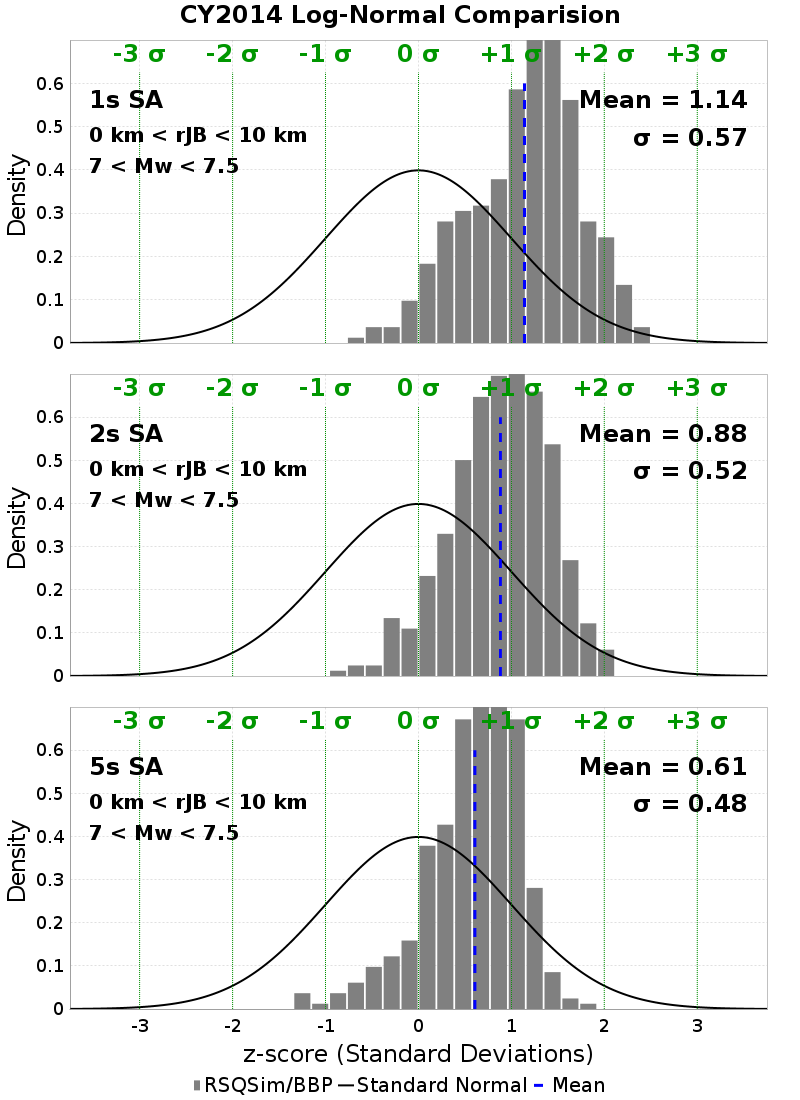 CY2014 Log-Normal Comparision
-3 σ -2 σ -1 σ 0 σ +1 σ +2 σ +3 σ
1s SA
0 km < rJB < 10 km
7 < Mw < 7.5
Mean = 1.14
σ = 0.57
Density
0.6
0.5
0.4
0.3
0.2
0.1
0
-3 σ -2 σ -1 σ 0 σ +1 σ +2 σ +3 σ
2s SA
0 km < rJB < 10 km
7 < Mw < 7.5
Mean = 0.88
σ = 0.52
Density
0.6
0.5
0.4
0.3
0.2
0.1
0
-3 σ -2 σ -1 σ 0 σ +1 σ +2 σ +3 σ
5s SA
0 km < rJB < 10 km
7 < Mw < 7.5
Mean = 0.61
σ = 0.48
Density
0.6
0.5
0.4
0.3
0.2
0.1
0
-3 -2 -1 0 1 2 3
z-score (Standard Deviations)
RSQSim/BBP Standard Normal Mean